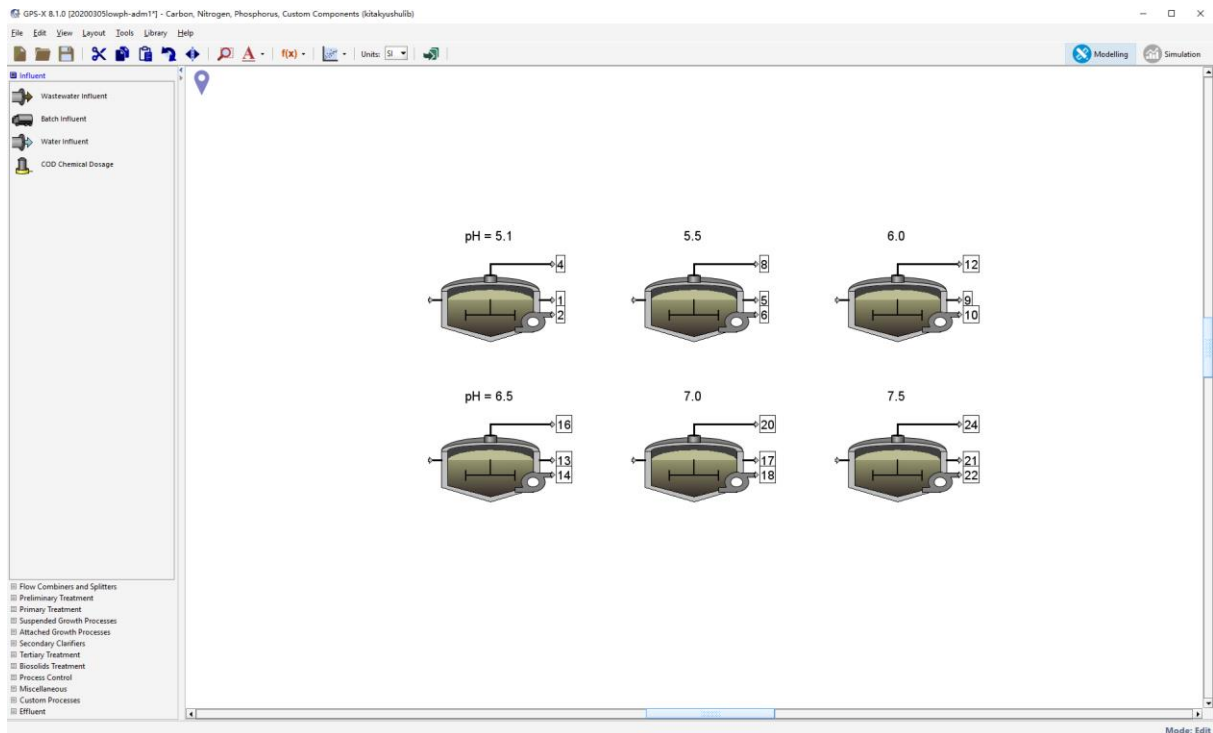 GPS-X 8.1.0 [20200305lowph-adm1*] - Carbon, Nitrogen, Phosphorus, Custom Components (kitakyushulib)
File Edit View Layout Tools Library Help
A f(x) Units: SI Modelling Simulation
Influent
Wastewater Influent
Batch Influent
Water Influent
COD Chemical Dosage
pH = 5.1 5.5 6.0
4 8 12
1 5 9
2 6 10
pH = 6.5 7.0 7.5
16 20 24
13 17 21
14 18 22
Flow Combiners and Splitters
Preliminary Treatment
Primary Treatment
Suspended Growth Processes
Attached Growth Processes
Secondary Clarifiers
Tertiary Treatment
Biosolids Treatment
Process Control
Miscellaneous
Custom Processes
Effluent
Mode: Edit